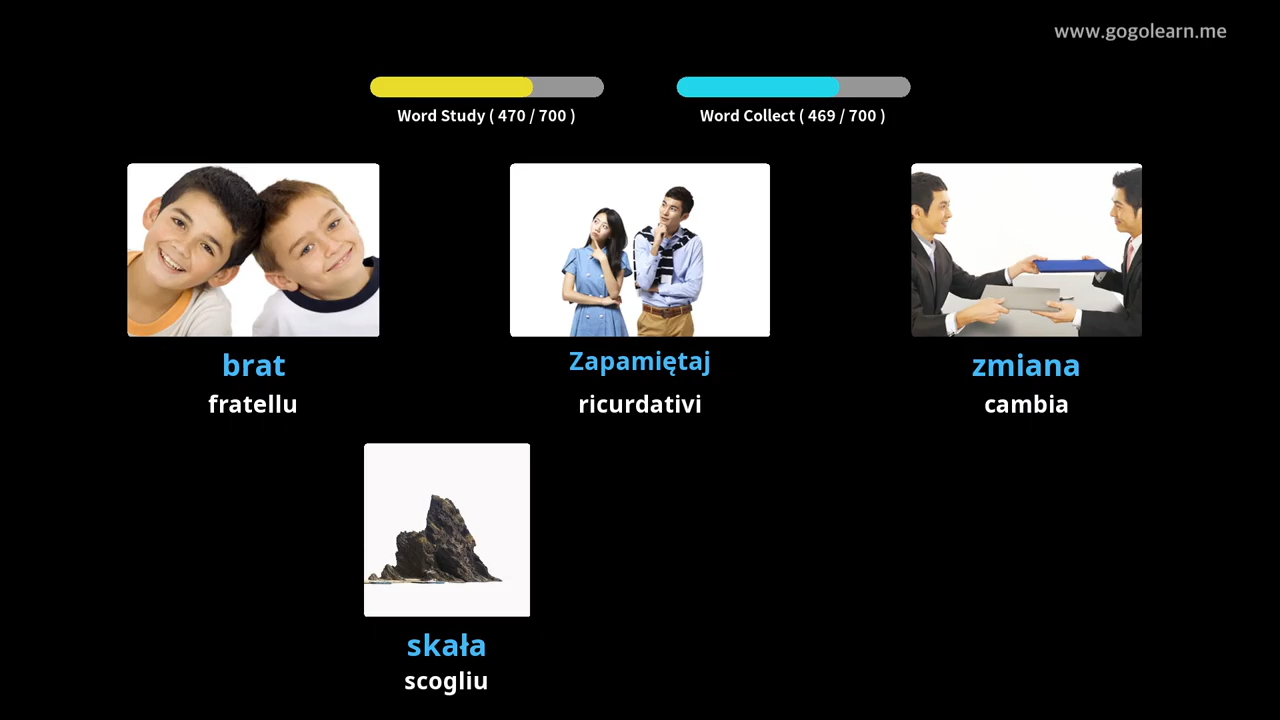 www.gogolearn.me
Word Study ( 470 / 700 )
Word Collect ( 469 / 700 )
brat
fratellu
Zapamiętaj
ricurdativi
zmiana
cambia
skała
scogliu